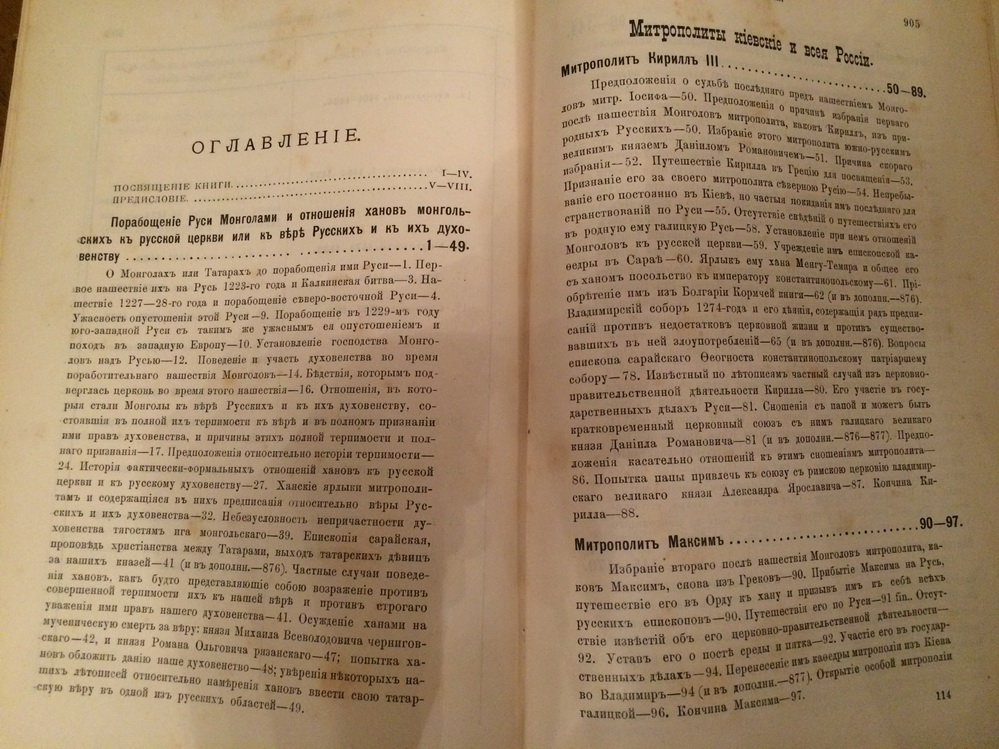 ОГЛАВЛЕНІЕ.
ПОСВЯЩЕНІЕ КНИГИ. I—IV.
ПРЕДИСЛОВІЕ. V—VIII.
Порабощеніе Руси Монголами и отношенія хановъ монголь-
скихъ къ русской церкви или къ вѣрѣ Русскихъ и къ ихъ духо-
венству 1—49.
О Монголахъ или Татарахъ до порабощенія ими Руси—1. Пер-
вое нашествіе ихъ на Русь 1223-го года и Калкинская битва—3. На-
шествіе 1227—28-го года и порабощеніе сѣверо-восточной Руси—4.
Ужасность опустошенія этой Руси—9. Порабощеніе въ 1229-мъ году
юго-западной Руси съ такимъ же ужаснымъ ея опустошеніемъ и
походъ въ западную Европу—10. Установленіе господства Монго-
ловъ надъ Русью—12. Поведеніе и участь духовенства во время
поработительнаго нашествія Монголовъ—14. Бѣдствія, которымъ под-
верглась церковь во время этого нашествія—16. Отношенія, въ кото-
рыя стали Монголы къ вѣрѣ Русскихъ и къ ихъ духовенству, со-
стоявшія въ полной ихъ терпимости къ вѣрѣ и въ полномъ признаніи
ими правъ духовенства, и причины этихъ полной терпимости и пол-
наго признанія—17. Предположенія относительно исторіи терпимости—
24. Исторія фактически-формальныхъ отношеній хановъ къ русской
церкви и къ русскому духовенству—27. Ханскіе ярлыки митрополи-
тамъ и содержащіяся въ нихъ предписанія относительно вѣры Рус-
скихъ и ихъ духовенства—32. Небезусловность непричастности ду-
ховенства тягостямъ ига монгольскаго—39. Епископія сарайская,
проповѣдь христіанства между Татарами, выходъ татарскихъ дѣвицъ
за нашихъ князей—41 (и въ дополн.—876). Частные случаи поведе-
нія хановъ, какъ будто представляющіе собою возраженіе противъ
совершенной терпимости ихъ къ нашей вѣрѣ и противъ строгаго
уваженія ими правъ нашего духовенства—41. Осужденіе ханами на
мученическую смерть за вѣру: князя Михаила Всеволодовича чернигов-
скаго—42, и князя Романа Ольговича рязанскаго—47; попытка ха-
новъ обложить данію наше духовенство—48; увѣренія нѣкоторыхъ на-
шихъ лѣтописей относительно намѣренія хановъ ввести свою татар-
скую вѣру въ одной изъ русскихъ областей—49.
905
Митрополиты кіевскіе и всея Россіи.
Митрополитъ Кириллъ III 50—89.
Предположенія о судьбѣ послѣдняго предъ нашествіемъ Монго-
ловъ митр. Іосифа—50. Предположенія о причинѣ избраніе перваго
послѣ нашествія Монголовъ митрополита, каковъ Кириллъ, изъ при-
родныхъ Русскихъ—50. Избраніе этого митрополита южно-русскимъ
великимъ княземъ Даніиломъ Романовичемъ—51. Причина скораго
избранія—52. Путешествіе Кирилла въ Грецію для посвященія—53.
Признаніе его за своего митрополита сѣверною Русію—54. Непребы-
ваніе его постоянно въ Кіевѣ, но частыя покиданія имъ послѣдняго для
странствованій по Руси—55. Отсутствіе свѣдѣній о путешествіяхъ его
въ родную ему галицкую Русь—58. Установленіе при немъ отношеній
Монголовъ къ русской церкви—59. Учрежденіе имъ епископской ка-
ѳедры въ Сараѣ—60. Ярлыкъ ему хана Менгу-Темира и общее его
съ ханомъ посольство къ императору константинопольскому—61. Прі-
обрѣтеніе имъ изъ Болгаріи Кормчей книги—62 (и въ дополн.—876).
Владимирскій соборъ 1274-года и его дѣянія, содержащія рядъ предпи-
саній противъ недостатковъ церковной жизни и противъ существо-
вавшихъ въ ней злоупотребленій—65 (и въ дополн.—876). Вопросы
епископа сарайскаго Ѳеогноста константинопольскому патріаршему
собору—78. Извѣстный по лѣтописямъ частный случай изъ церковно-
правительственной дѣятельности Кирилла—80. Его участіе въ госу-
дарственныхъ дѣлахъ Руси—81. Сношенія съ папой и можетъ быть
кратковременный церковный союзъ съ нимъ галицкаго великаго
князя Даніила Романовича—81 (и въ дополн.—876—877). Предпо-
ложенія касательно отношеній къ этимъ сношеніямъ митрополита—
86. Попытка папы привлечь къ союзу съ римскою церковію владимир-
скаго великаго князя Александра Ярославича—87. Кончина Ки-
рилла—88.
Митрополитъ Максимъ 90—97.
Избраніе втораго послѣ нашествія Монголовъ митрополита, ка-
ковъ Максимъ, снова изъ Грековъ—90. Прибытіе Максима на Русь,
путешествіе его въ Орду къ хану и призывъ имъ къ себѣ всѣхъ
русскихъ епископовъ—90. Путешествія его по Руси—91 fin.. Отсут-
ствіе извѣстій объ его церковно-правительственной дѣятельности—
92. Уставъ его о постѣ среды и пятка—92. Участіе его въ государ-
ственныхъ дѣлахъ—94. Перенесеніе имъ каѳедры митрополіи изъ Кіева
во Владимиръ—94 (и въ дополн.—877). Открытіе особой митрополіи
галицкой—96. Кончина Максима—97.
114